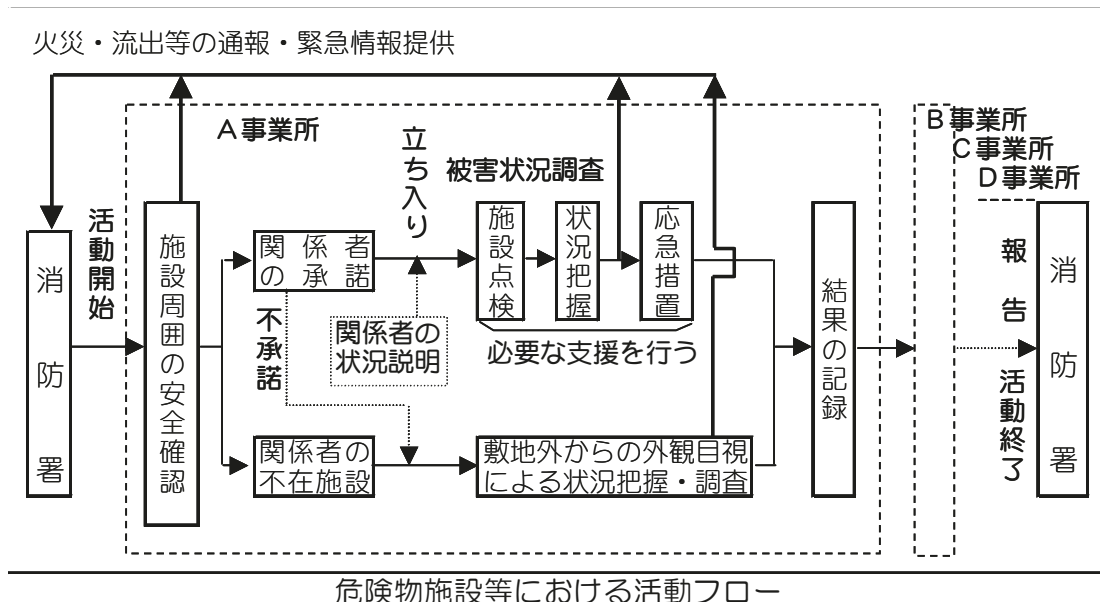 火災・流出等の通報・緊急情報提供
A事業所
B事業所
C事業所
D事業所
消防署
活動開始
施設周囲の安全確認
関係者
の承諾
立ち入り
被害状況調査
施設点検
状況把握
応急措置
関係者の
状況説明
必要な支援を行う
不承諾
関係者の
不在施設
敷地外からの外観目視
による状況把握・調査
結果の記録
報告
活動終了
消防署
危険物施設等における活動フロー